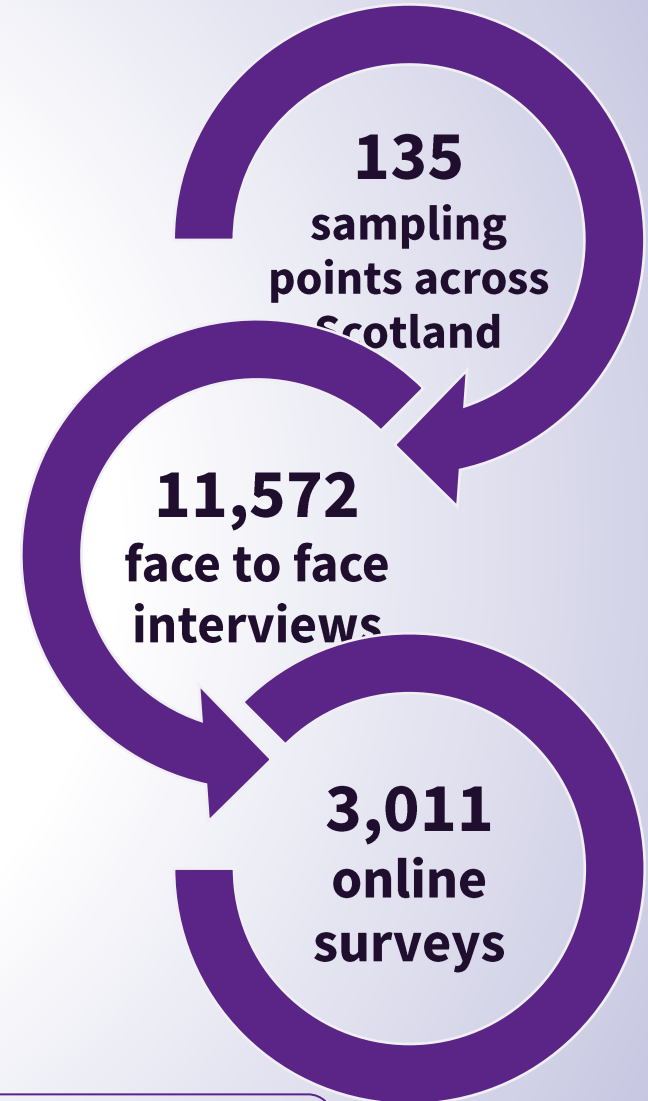 135
sampling
points across
Scotland
11,572
face to face
interviews
3,011
online
surveys